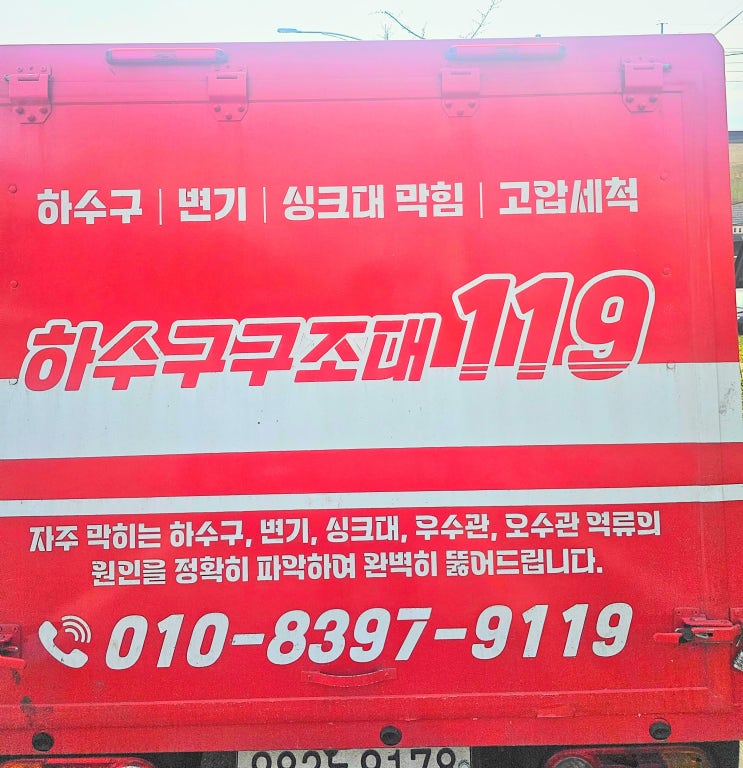 하수구 | 변기 | 싱크대 막힘 | 고압세척
하수구구조대 119
자주 막히는 하수구, 변기, 싱크대, 우수관, 오수관 역류의
원인을 정확히 파악하여 완벽히 뚫어드립니다.
010-8397-9119